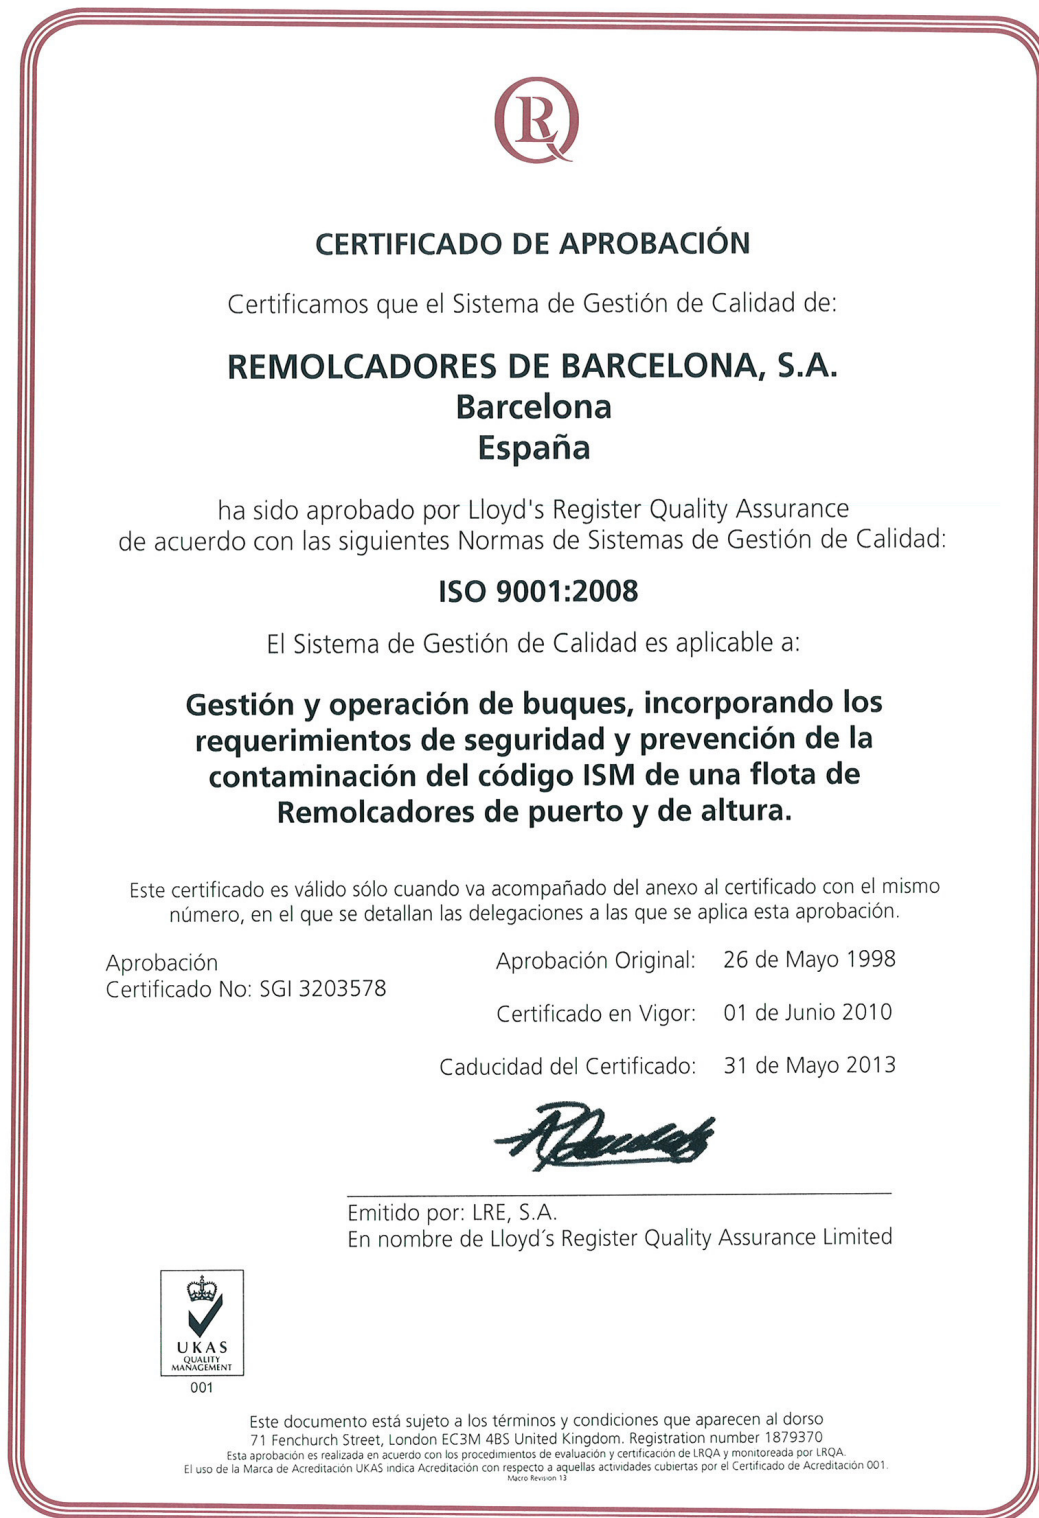 LRQ
CERTIFICADO DE APROBACIÓN
Certificamos que el Sistema de Gestión de Calidad de:
REMOLCADORES DE BARCELONA, S.A.
Barcelona
España
ha sido aprobado por Lloyd's Register Quality Assurance
de acuerdo con las siguientes Normas de Sistemas de Gestión de Calidad:
ISO 9001:2008
El Sistema de Gestión de Calidad es aplicable a:
Gestión y operación de buques, incorporando los
requerimientos de seguridad y prevención de la
contaminación del código ISM de una flota de
Remolcadores de puerto y de altura.
Este certificado es válido sólo cuando va acompañado del anexo al certificado con el mismo
número, en el que se detallan las delegaciones a las que se aplica esta aprobación.
Aprobación
Certificado No: SGI 3203578
Aprobación Original: 26 de Mayo 1998
Certificado en Vigor: 01 de Junio 2010
Caducidad del Certificado: 31 de Mayo 2013
Emitido por: LRE, S.A.
En nombre de Lloyd´s Register Quality Assurance Limited
UKAS
QUALITY
MANAGEMENT
001
Este documento está sujeto a los términos y condiciones que aparecen al dorso
71 Fenchurch Street, London EC3M 4BS United Kingdom. Registration number 1879370
Esta aprobación es realizada en acuerdo con los procedimientos de evaluación y certificación de LRQA y monitoreada por LRQA.
El uso de la Marca de Acreditación UKAS indica Acreditación con respecto a aquellas actividades cubiertas por el Certificado de Acreditación 001.
Macro Revision 13